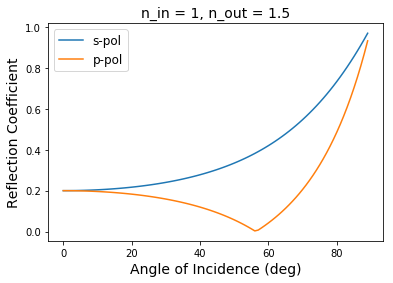 n_in = 1, n_out = 1.5
s-pol
p-pol
Reflection Coefficient
1.0
0.8
0.6
0.4
0.2
0.0
0 20 40 60 80
Angle of Incidence (deg)